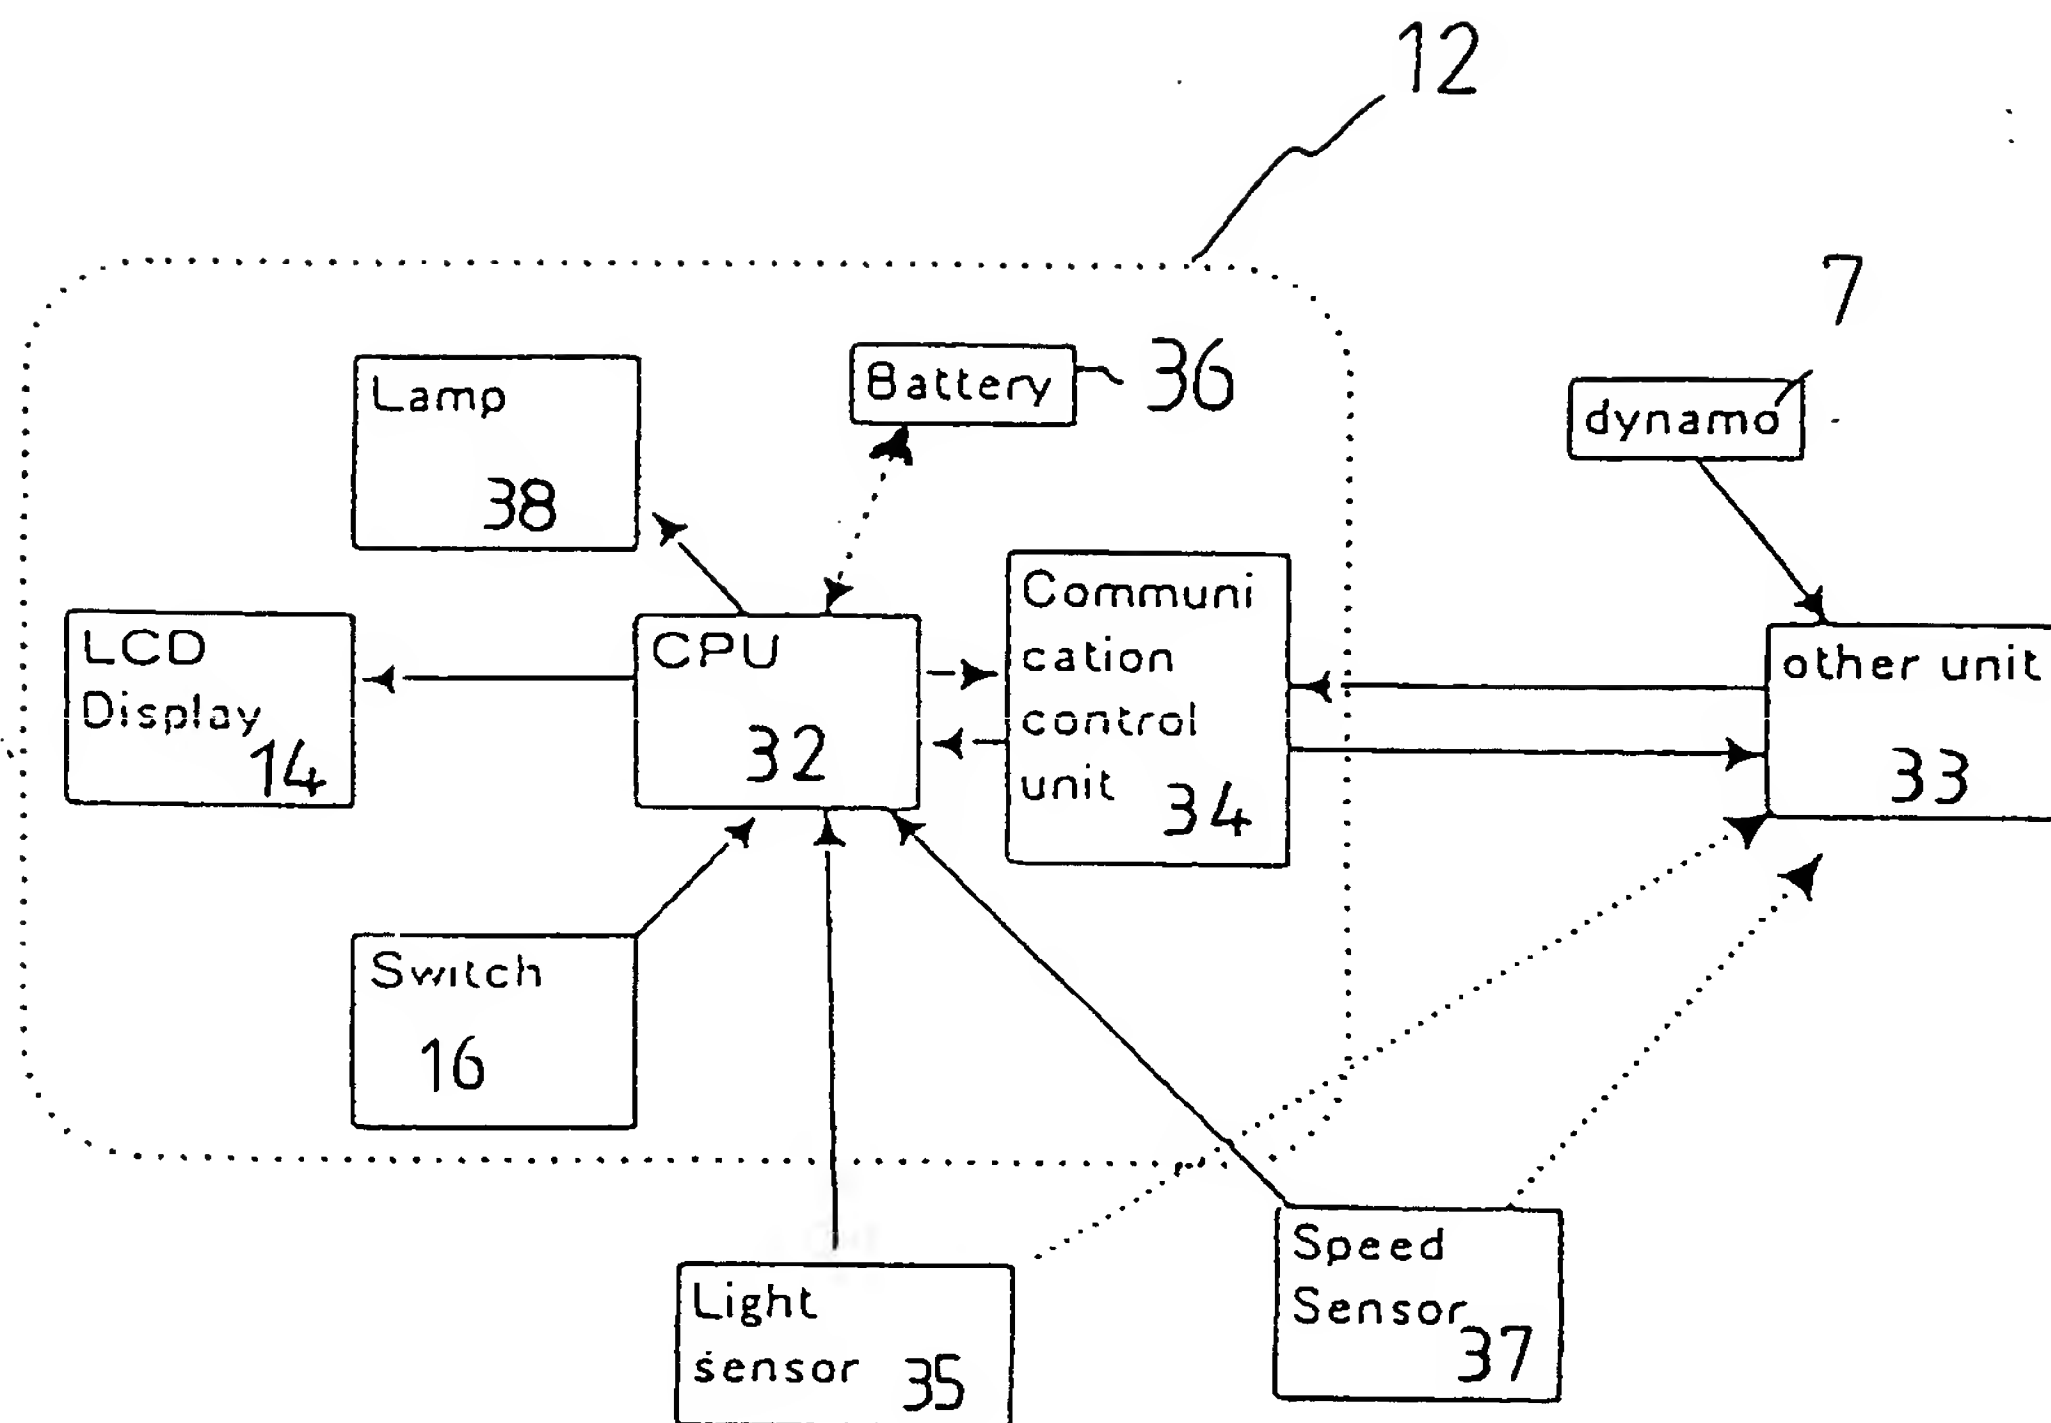 12
7
Lamp
38
Battery
36
dynamo
LCD
Display
14
CPU
32
Communi
cation
control
unit
34
other unit
33
Switch
16
Light
sensor 35
Speed
Sensor
37